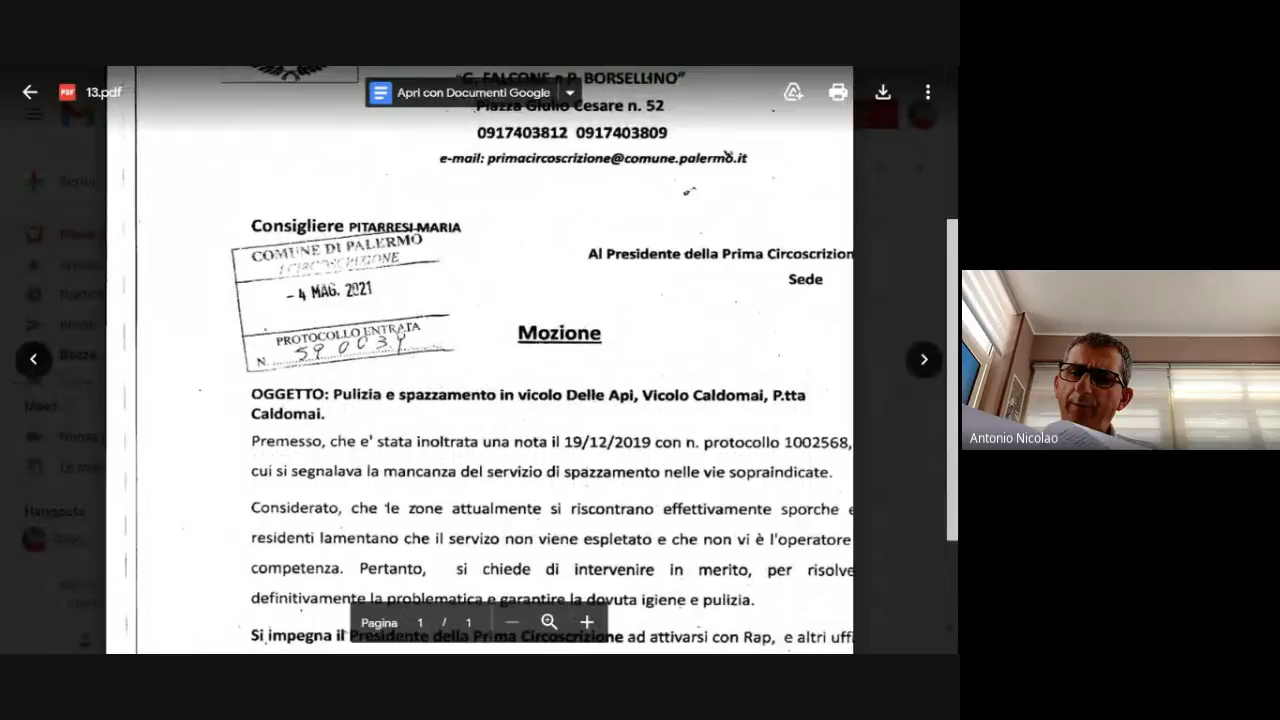 13.pdf
Apri con Documenti Google
"G. FALCONE e P. BORSELLINO"
Piazza Giulio Cesare n. 52
0917403812 0917403809
e-mail: primacircoscrizione@comune.palermo.it
Consigliere PITARRESI MARIA
COMUNE DI PALERMO
I CIRCOSCRIZIONE
- 4 MAG. 2021
PROTOCOLLO ENTRATA
N. 590039
Al Presidente della Prima Circoscrizion
Sede
Mozione
OGGETTO: Pulizia e spazzamento in vicolo Delle Api, Vicolo Caldomai, P.tta
Caldomai.
Premesso, che e' stata inoltrata una nota il 19/12/2019 con n. protocollo 1002568,
cui si segnalava la mancanza del servizio di spazzamento nelle vie sopraindicate.
Considerato, che le zone attualmente si riscontrano effettivamente sporche e
residenti lamentano che il servizo non viene espletato e che non vi è l'operatore
competenza. Pertanto, si chiede di intervenire in merito, per risolve
definitivamente la problematica e garantire la dovuta igiene e pulizia.
Si impegna il Presidente della Prima Circoscrizione ad attivarsi con Rap, e altri uffi
Pagina 1 / 1
Antonio Nicolao